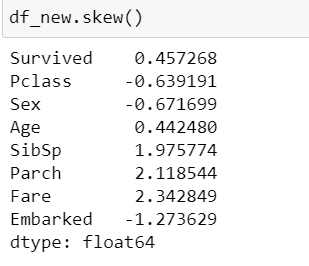 df_new.skew()
Survived 0.457268
Pclass -0.639191
Sex -0.671699
Age 0.442480
SibSp 1.975774
Parch 2.118544
Fare 2.342849
Embarked -1.273629
dtype: float64